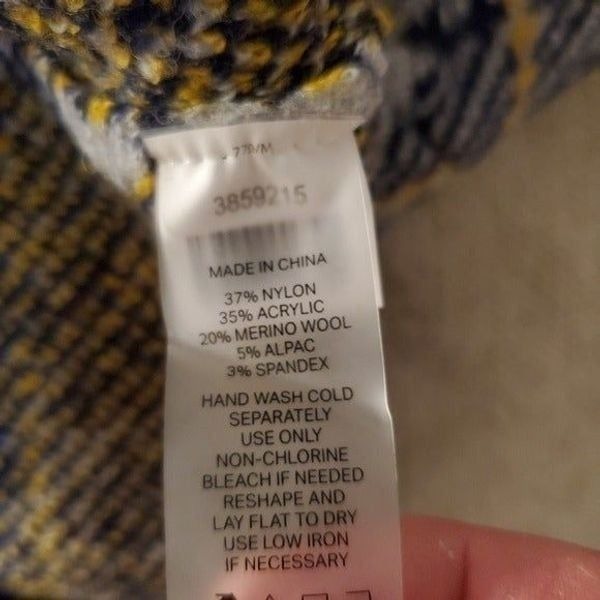 3859215
MADE IN CHINA
37% NYLON
35% ACRYLIC
20% MERINO WOOL
5% ALPAC
3% SPANDEX
HAND WASH COLD
SEPARATELY
USE ONLY
NON-CHLORINE
BLEACH IF NEEDED
RESHAPE AND
LAY FLAT TO DRY
USE LOW IRON
IF NECESSARY